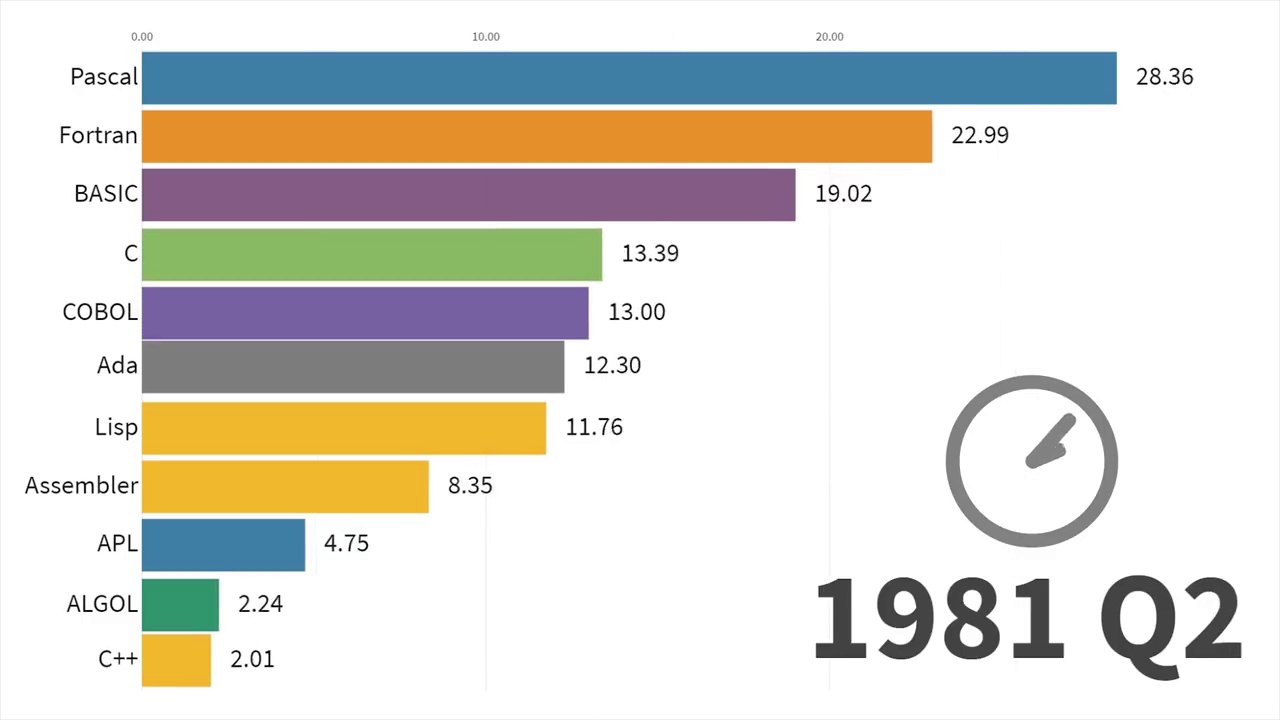 0.00 10.00 20.00
Pascal 28.36
Fortran 22.99
BASIC 19.02
C 13.39
COBOL 13.00
Ada 12.30
Lisp 11.76
Assembler 8.35
APL 4.75
ALGOL 2.24
C++ 2.01
1981 Q2